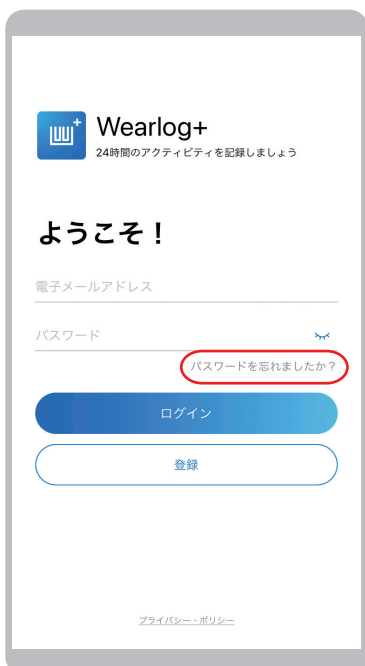 Wearlog+
24時間のアクティビティを記録しましょう
ようこそ！
電子メールアドレス
パスワード
パスワードを忘れましたか？
ログイン
登録
プライバシー・ポリシー